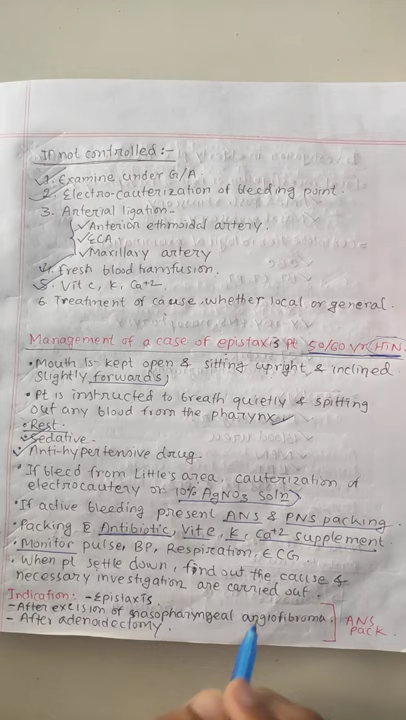 If not controlled:-
1. Examine under G/A
2. Electro-cauterization of bleeding point.
3. Arterial ligation-
Anterior ethmoidal artery.
ECA
Maxillary artery
4. Fresh blood transfusion.
5. Vit C, K, Ca+2
6. Treatment of cause whether local or general.
Management of a case of epistaxis pt 50/60 yr HTN
• Mouth is kept open & sitting upright & inclined
slightly forwards
• Pt is instructed to breath quietly & spitting
out any blood from the pharynx
• Rest
• Sedative.
Anti-hypertensive drug.
• If bleed from Little's area, cauterization of
electrocautery or 10% AgNO3 soln
• If active bleeding present ANS & PNS packing.
• Packing c̄ Antibiotic, Vit C, K, Ca+2 supplement.
• Monitor pulse, BP, Respiration, ECG.
• When pt settle down, find out the cause &
necessary investigation are carried out.
Indication: - Epistaxis.
- After excision of nasopharyngeal angiofibroma.
- After adenoidectomy.
ANS
pack.